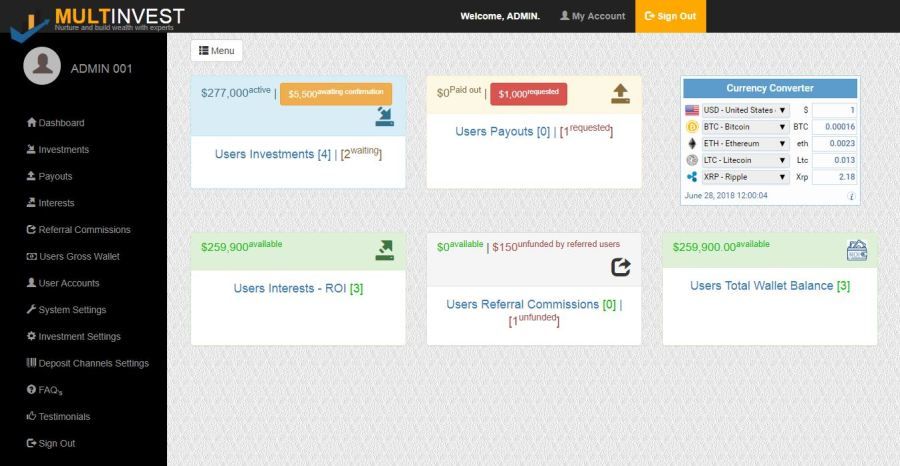 MULTINVEST
Nurture and build wealth with experts
Welcome, ADMIN. My Account Sign Out
ADMIN 001
Dashboard
Investments
Payouts
Interests
Referral Commissions
Users Gross Wallet
User Accounts
System Settings
Investment Settings
Deposit Channels Settings
FAQ's
Testimonials
Sign Out
Menu
$277,000active | $5,500awaiting confirmation
Users Investments [4] | [2waiting]
$0Paid out | $1,000requested
Users Payouts [0] | [1requested]
Currency Converter
USD - United States $ 1
BTC - Bitcoin BTC 0.00016
ETH - Ethereum eth 0.0023
LTC - Litecoin Ltc 0.013
XRP - Ripple Xrp 2.18
June 28, 2018 12:00:04
$259,900available
Users Interests - ROI [3]
$0available | $150unfunded by referred users
Users Referral Commissions [0] |
[1unfunded]
$259,900.00available
Users Total Wallet Balance [3]